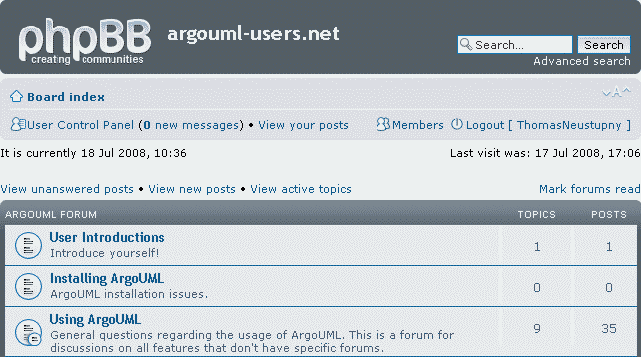 phpBB
creating communities
argouml-users.net
Search...
Search
Advanced search
Board index
A
User Control Panel (0 new messages) • View your posts
Members
Logout [ ThomasNeustupny ]
It is currently 18 Jul 2008, 10:36
Last visit was: 17 Jul 2008, 17:06
View unanswered posts • View new posts • View active topics
Mark forums read
ARGOUML FORUM
TOPICS
POSTS
User Introductions
Introduce yourself!
1
1
Installing ArgoUML
ArgoUML installation issues.
0
0
Using ArgoUML
General questions regarding the usage of ArgoUML. This is a forum for
discussions on all features that don't have specific forums.
9
35